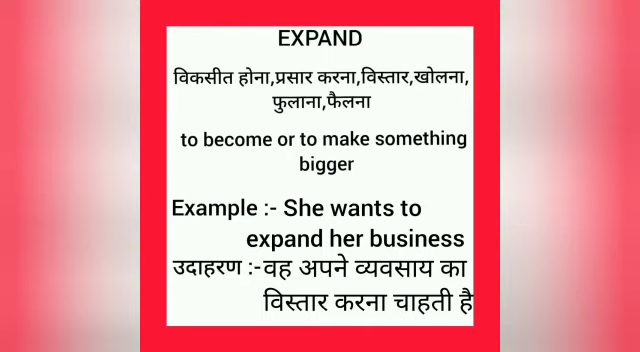 EXPAND
विकसीत होना,प्रसार करना,विस्तार,खोलना,
फुलाना,फैलना
to become or to make something
bigger
Example :- She wants to
expand her business
उदाहरण :-वह अपने व्यवसाय का
विस्तार करना चाहती है